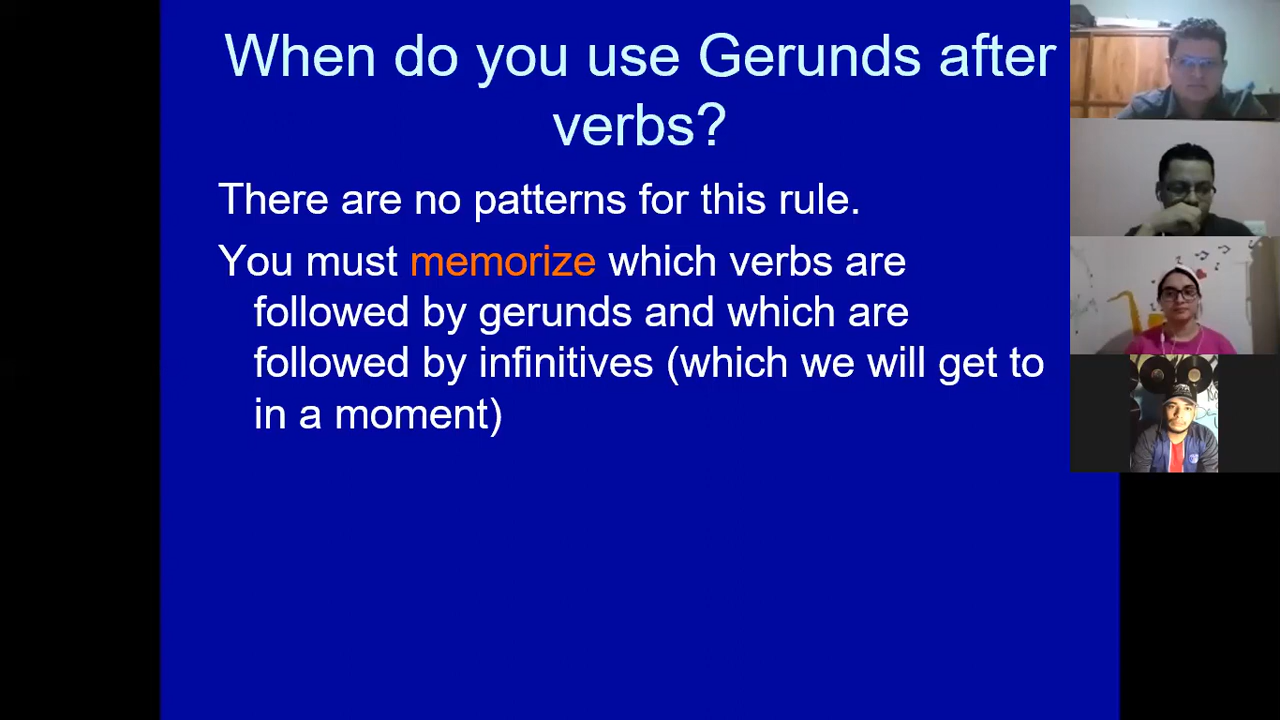 When do you use Gerunds after
verbs?
There are no patterns for this rule.
You must memorize which verbs are
followed by gerunds and which are
followed by infinitives (which we will get to
in a moment)